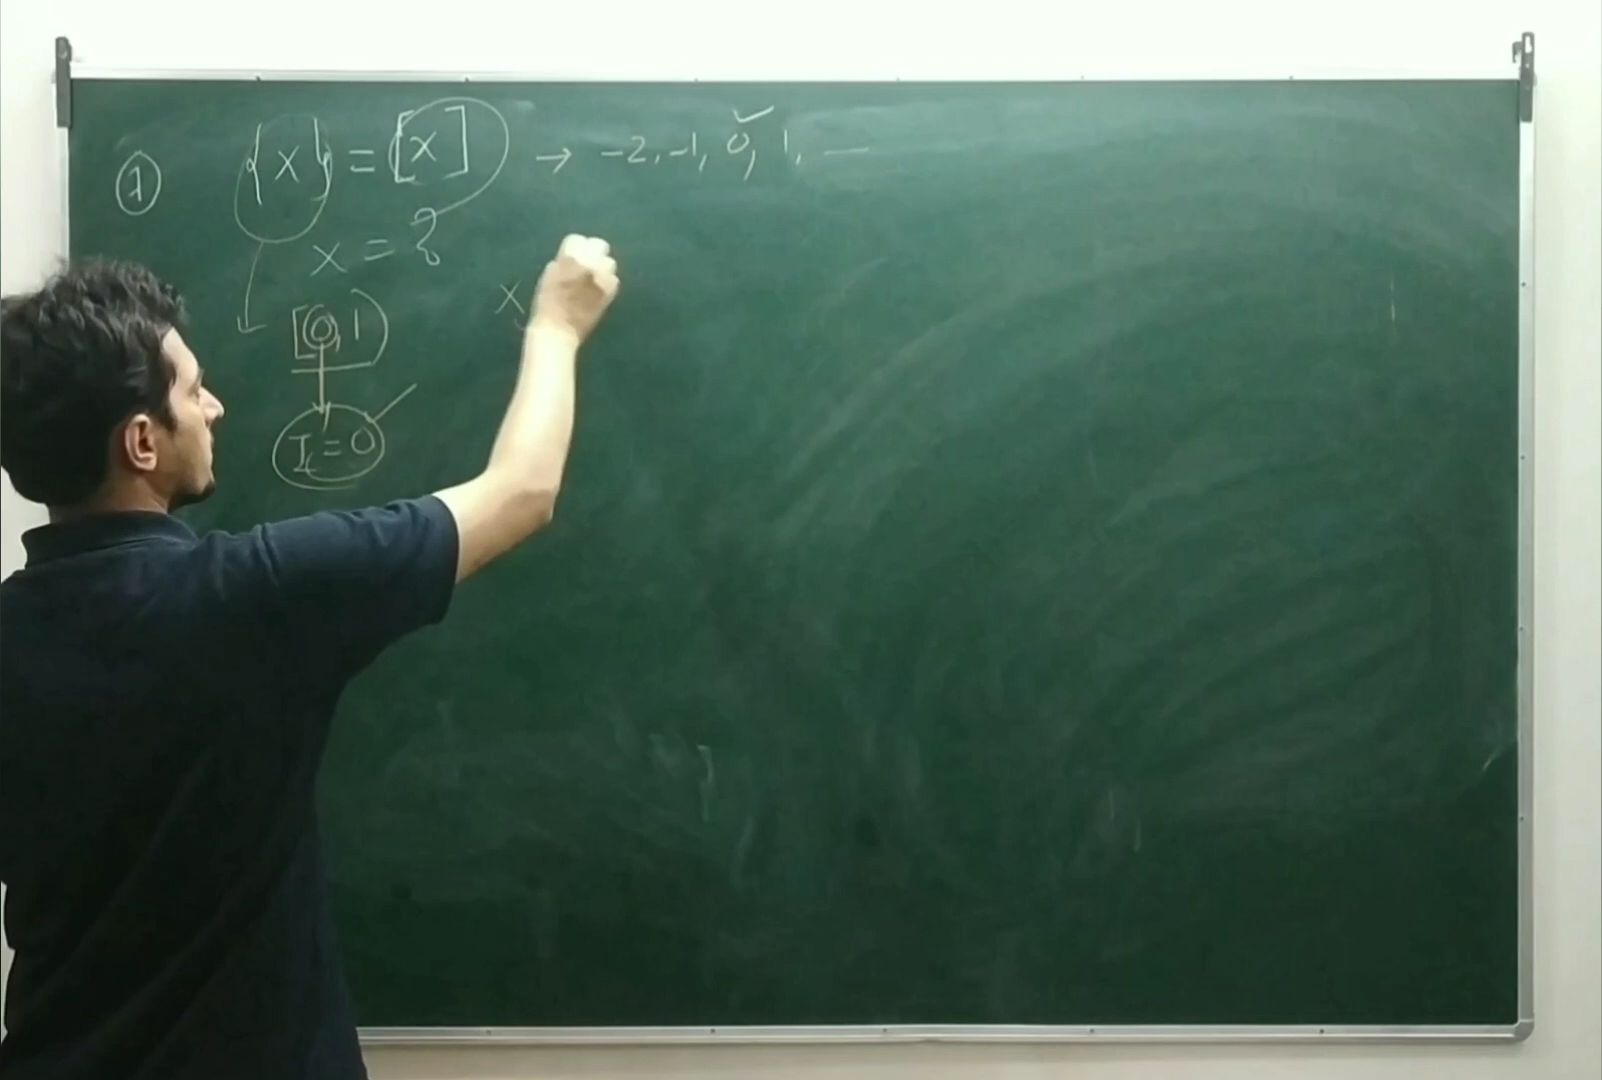 ① {x} = [x] → -2, -1, 0, 1, —
x = ?
x
[0, 1)
I = 0